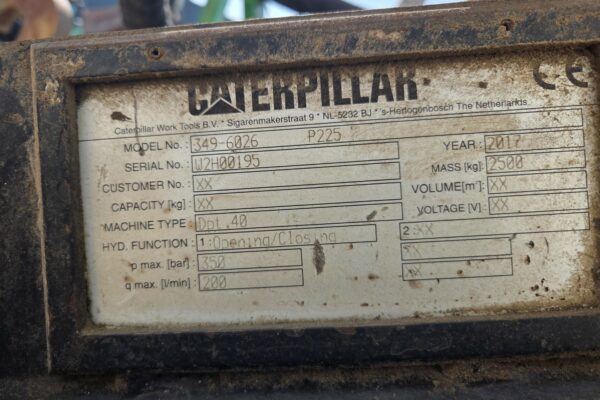 CATERPILLAR CE
Caterpillar Work Tools B.V. * Sigarenmakerstraat 9 * NL-5232 BJ * 's-Hertogenbosch The Netherlands
MODEL No.: 349-6026 P225 YEAR: 2017
SERIAL No.: W2H00195 MASS [kg]: 2500
CUSTOMER No.: XX VOLUME[m³]: XX
CAPACITY [kg]: XX VOLTAGE [V]: XX
MACHINE TYPE: Dpt.40
HYD. FUNCTION: 1:Opening/Closing 2:XX
p max. [bar]: 350 XX
q max. [l/min]: 200 XX